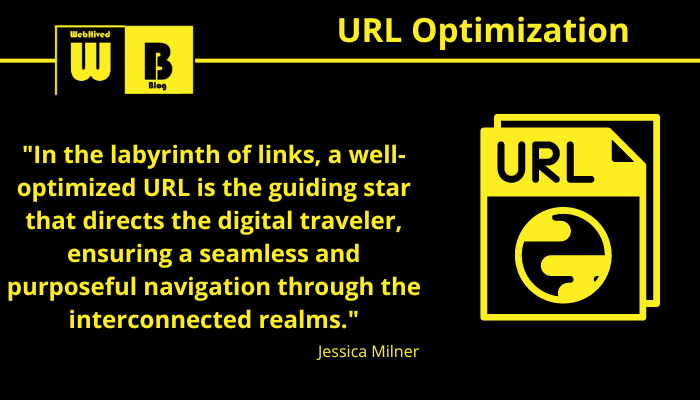 WebHived
W
B
Blog
URL Optimization
"In the labyrinth of links, a well-
optimized URL is the guiding star
that directs the digital traveler,
ensuring a seamless and
purposeful navigation through the
interconnected realms."
Jessica Milner
URL